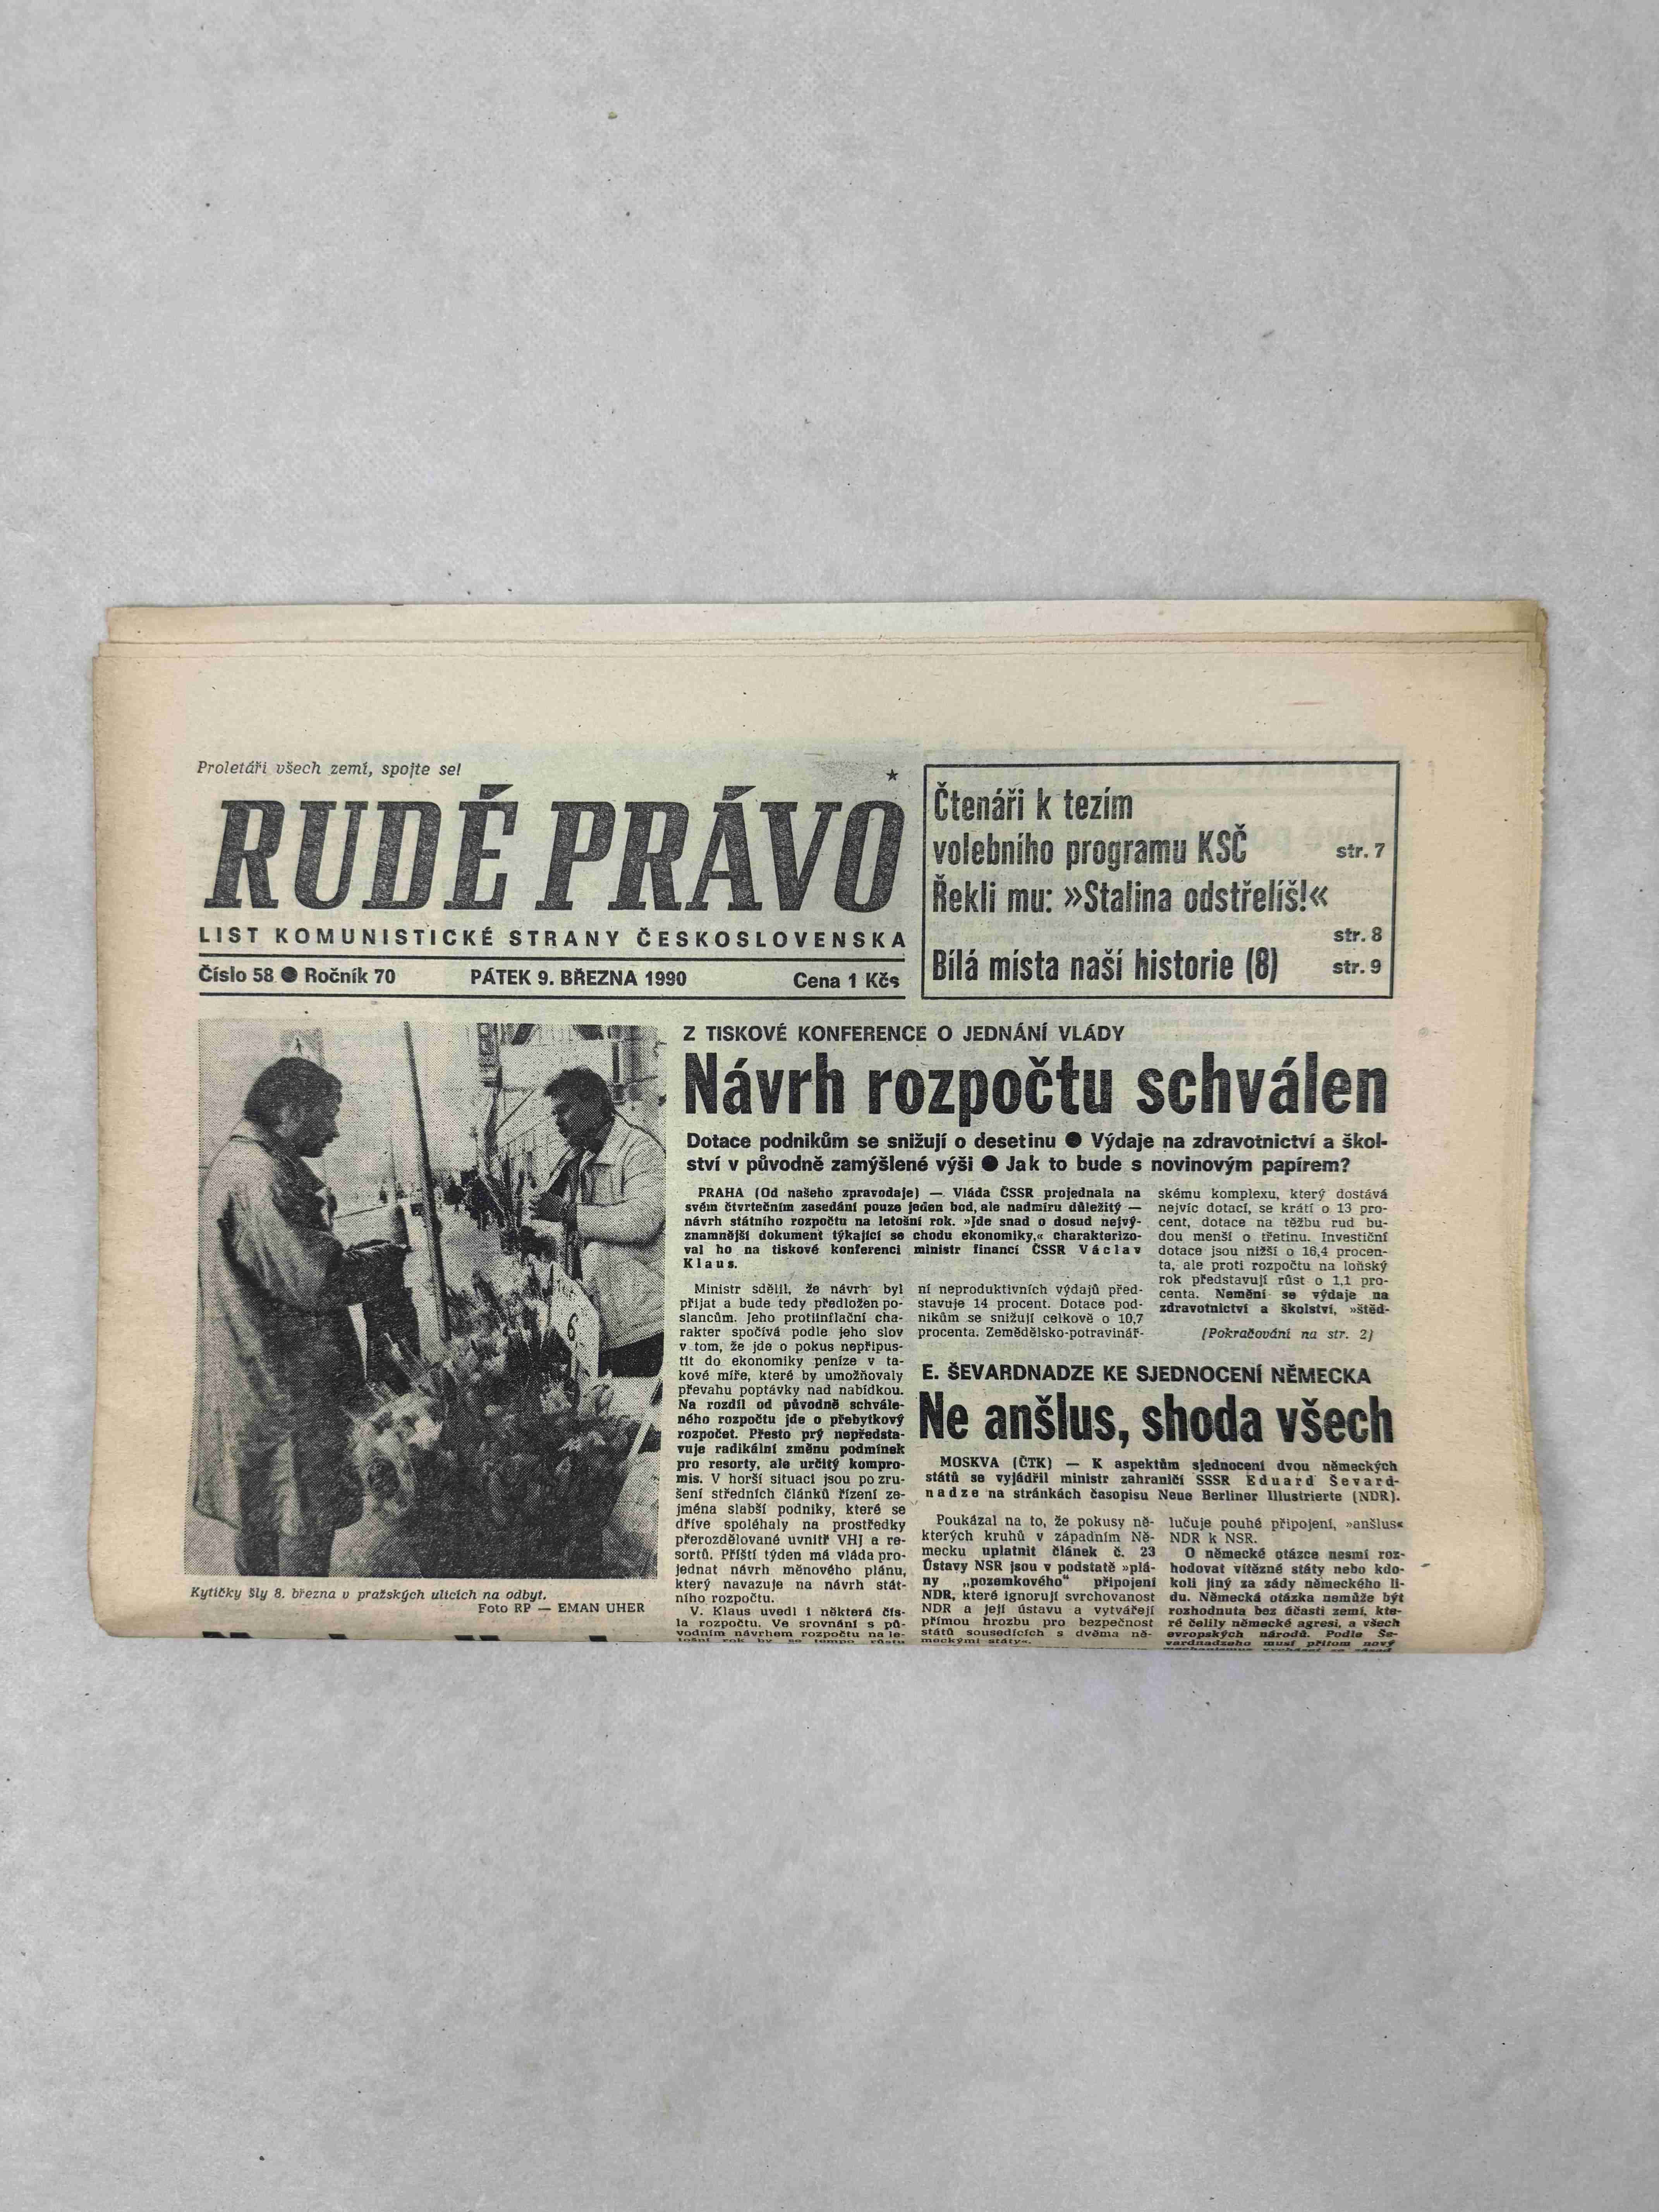 Proletáři všech zemí, spojte se!
RUDÉ PRÁVO
LIST KOMUNISTICKÉ STRANY ČESKOSLOVENSKA
Číslo 58 ● Ročník 70 PÁTEK 9. BŘEZNA 1990 Cena 1 Kčs
Čtenáři k tezím
volebního programu KSČ str. 7
Řekli mu: »Stalina odstřelíš!«
str. 8
Bílá místa naší historie (8) str. 9
6
Kytičky šly 8. března v pražských ulicích na odbyt.
Foto RP — EMAN UHER
Z TISKOVÉ KONFERENCE O JEDNÁNÍ VLÁDY
Návrh rozpočtu schválen
Dotace podnikům se snižují o desetinu ● Výdaje na zdravotnictví a škol-
ství v původně zamýšlené výši ● Jak to bude s novinovým papírem?
PRAHA (Od našeho zpravodaje) — Vláda ČSSR projednala na
svém čtvrtečním zasedání pouze jeden bod, ale nadmíru důležitý —
návrh státního rozpočtu na letošní rok. »Jde snad o dosud nejvý-
znamnější dokument týkající se chodu ekonomiky,« charakterizo-
val ho na tiskové konferenci ministr financí ČSSR Václav
Klaus.
Ministr sdělil, že návrh byl
přijat a bude tedy předložen po-
slancům. Jeho protiinflační cha-
rakter spočívá podle jeho slov
v tom, že jde o pokus nepřipus-
tit do ekonomiky peníze v ta-
kové míře, které by umožňovaly
převahu poptávky nad nabídkou.
Na rozdíl od původně schvále-
ného rozpočtu jde o přebytkový
rozpočet. Přesto prý nepředsta-
vuje radikální změnu podmínek
pro resorty, ale určitý kompro-
mis. V horší situaci jsou po zru-
šení středních článků řízení ze-
jména slabší podniky, které se
dříve spoléhaly na prostředky
přerozdělované uvnitř VHJ a re-
sortů. Příští týden má vláda pro-
jednat návrh měnového plánu,
který navazuje na návrh stát-
ního rozpočtu.
V. Klaus uvedl i některá čís-
la rozpočtu. Ve srovnání s pů-
vodním návrhem rozpočtu na le-
tošní rok by se tempo růstu
ní neproduktivních výdajů před-
stavuje 14 procent. Dotace pod-
nikům se snižují celkově o 10,7
procenta. Zemědělsko-potravinář-
skému komplexu, který dostává
nejvíc dotací, se krátí o 13 pro-
cent, dotace na těžbu rud bu-
dou menší o třetinu. Investiční
dotace jsou nižší o 16,4 procen-
ta, ale proti rozpočtu na loňský
rok představují růst o 1,1 pro-
centa. Nemění se výdaje na
zdravotnictví a školství, »štěd-
(Pokračování na str. 2)
E. ŠEVARDNADZE KE SJEDNOCENÍ NĚMECKA
Ne anšlus, shoda všech
MOSKVA (ČTK) — K aspektům sjednocení dvou německých
států se vyjádřil ministr zahraničí SSSR Eduard Ševard-
nadze na stránkách časopisu Neue Berliner Illustrierte (NDR).
Poukázal na to, že pokusy ně-
kterých kruhů v západním Ně-
mecku uplatnit článek č. 23
Ústavy NSR jsou v podstatě »plá-
ny „pozemkového“ připojení
NDR, které ignorují svrchovanost
NDR a její ústavu a vytvářejí
přímou hrozbu pro bezpečnost
států sousedících s dvěma ně-
meckými státy«.
lučuje pouhé připojení, »anšlus«
NDR k NSR.
O německé otázce nesmí roz-
hodovat vítězné státy nebo kdo-
koli jiný za zády německého li-
du. Německá otázka nemůže být
rozhodnuta bez účasti zemí, kte-
ré čelily německé agresi, a všech
evropských národů. Podle Še-
vardnadzeho musí přitom nový